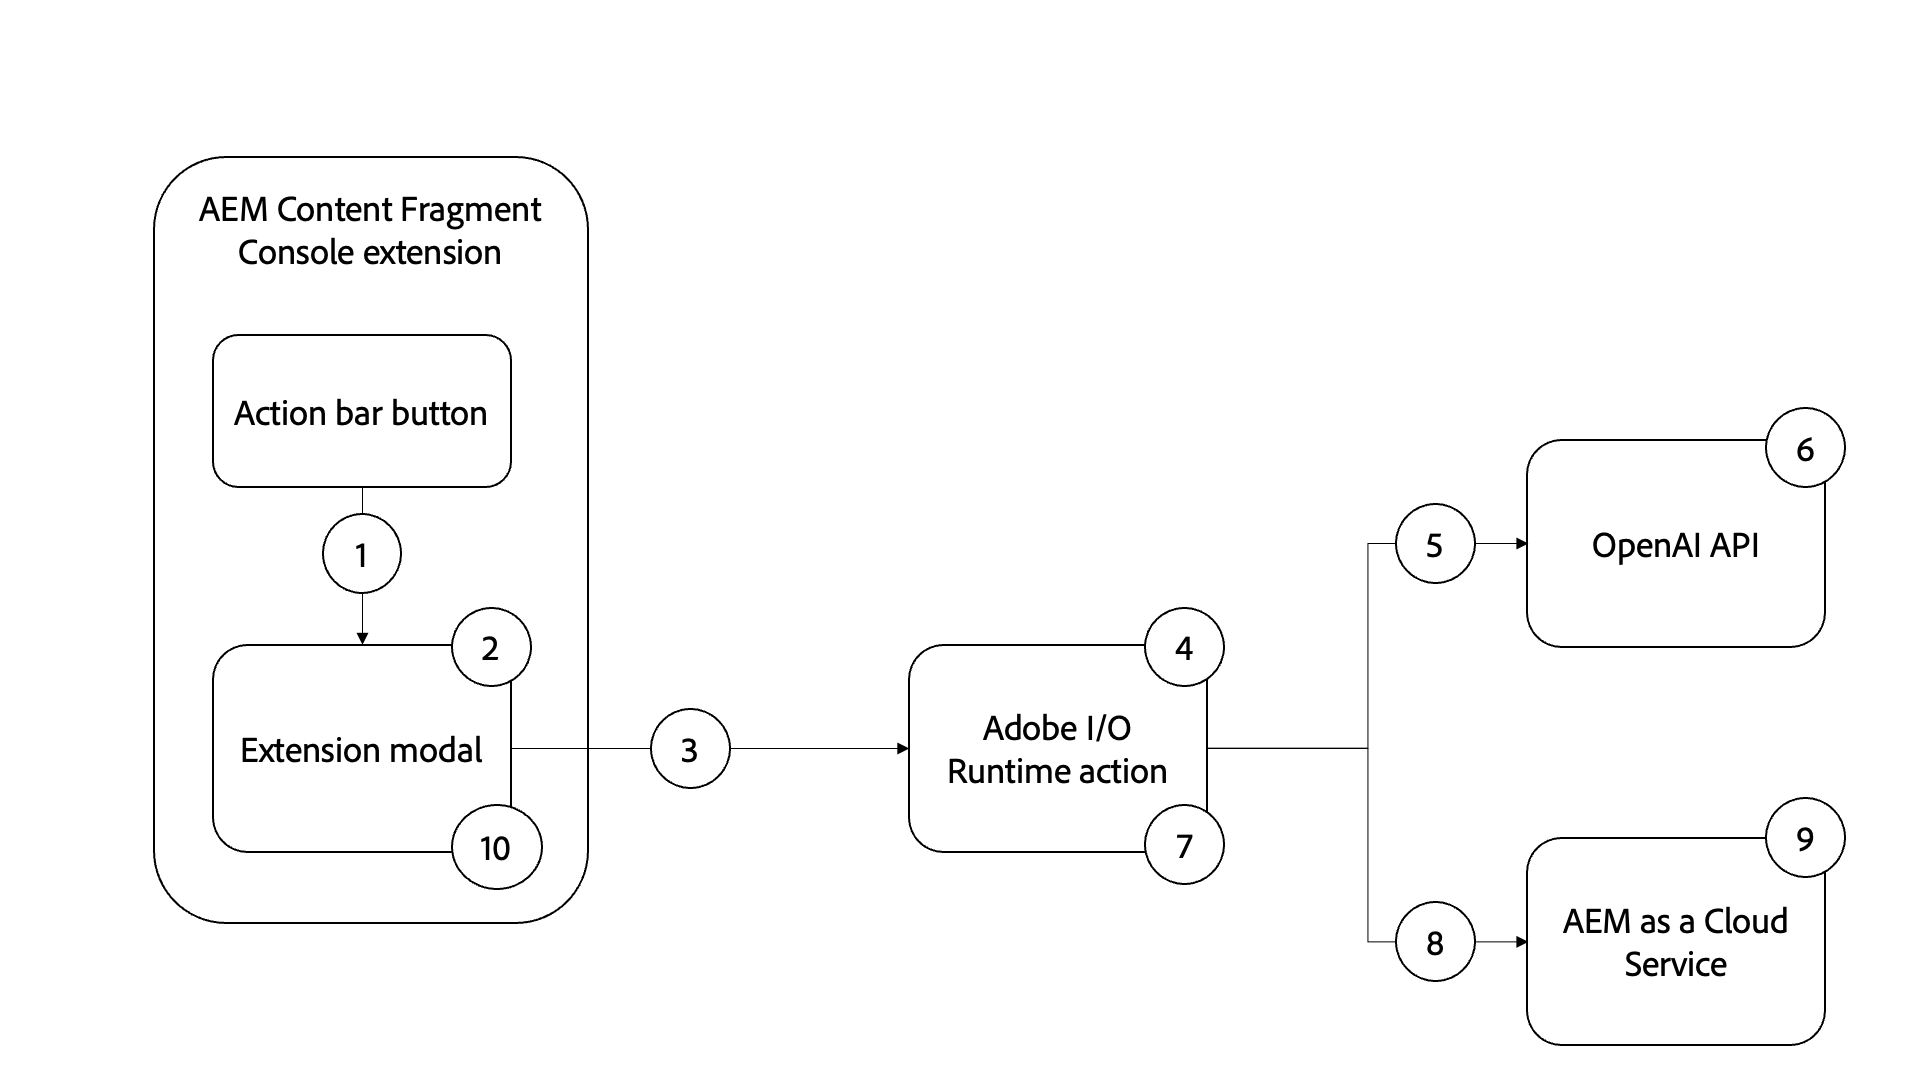 AEM Content Fragment
Console extension
Action bar button
1
2
Extension modal
10
3
4
Adobe I/O
Runtime action
7
5
6
OpenAI API
8
9
AEM as a Cloud
Service